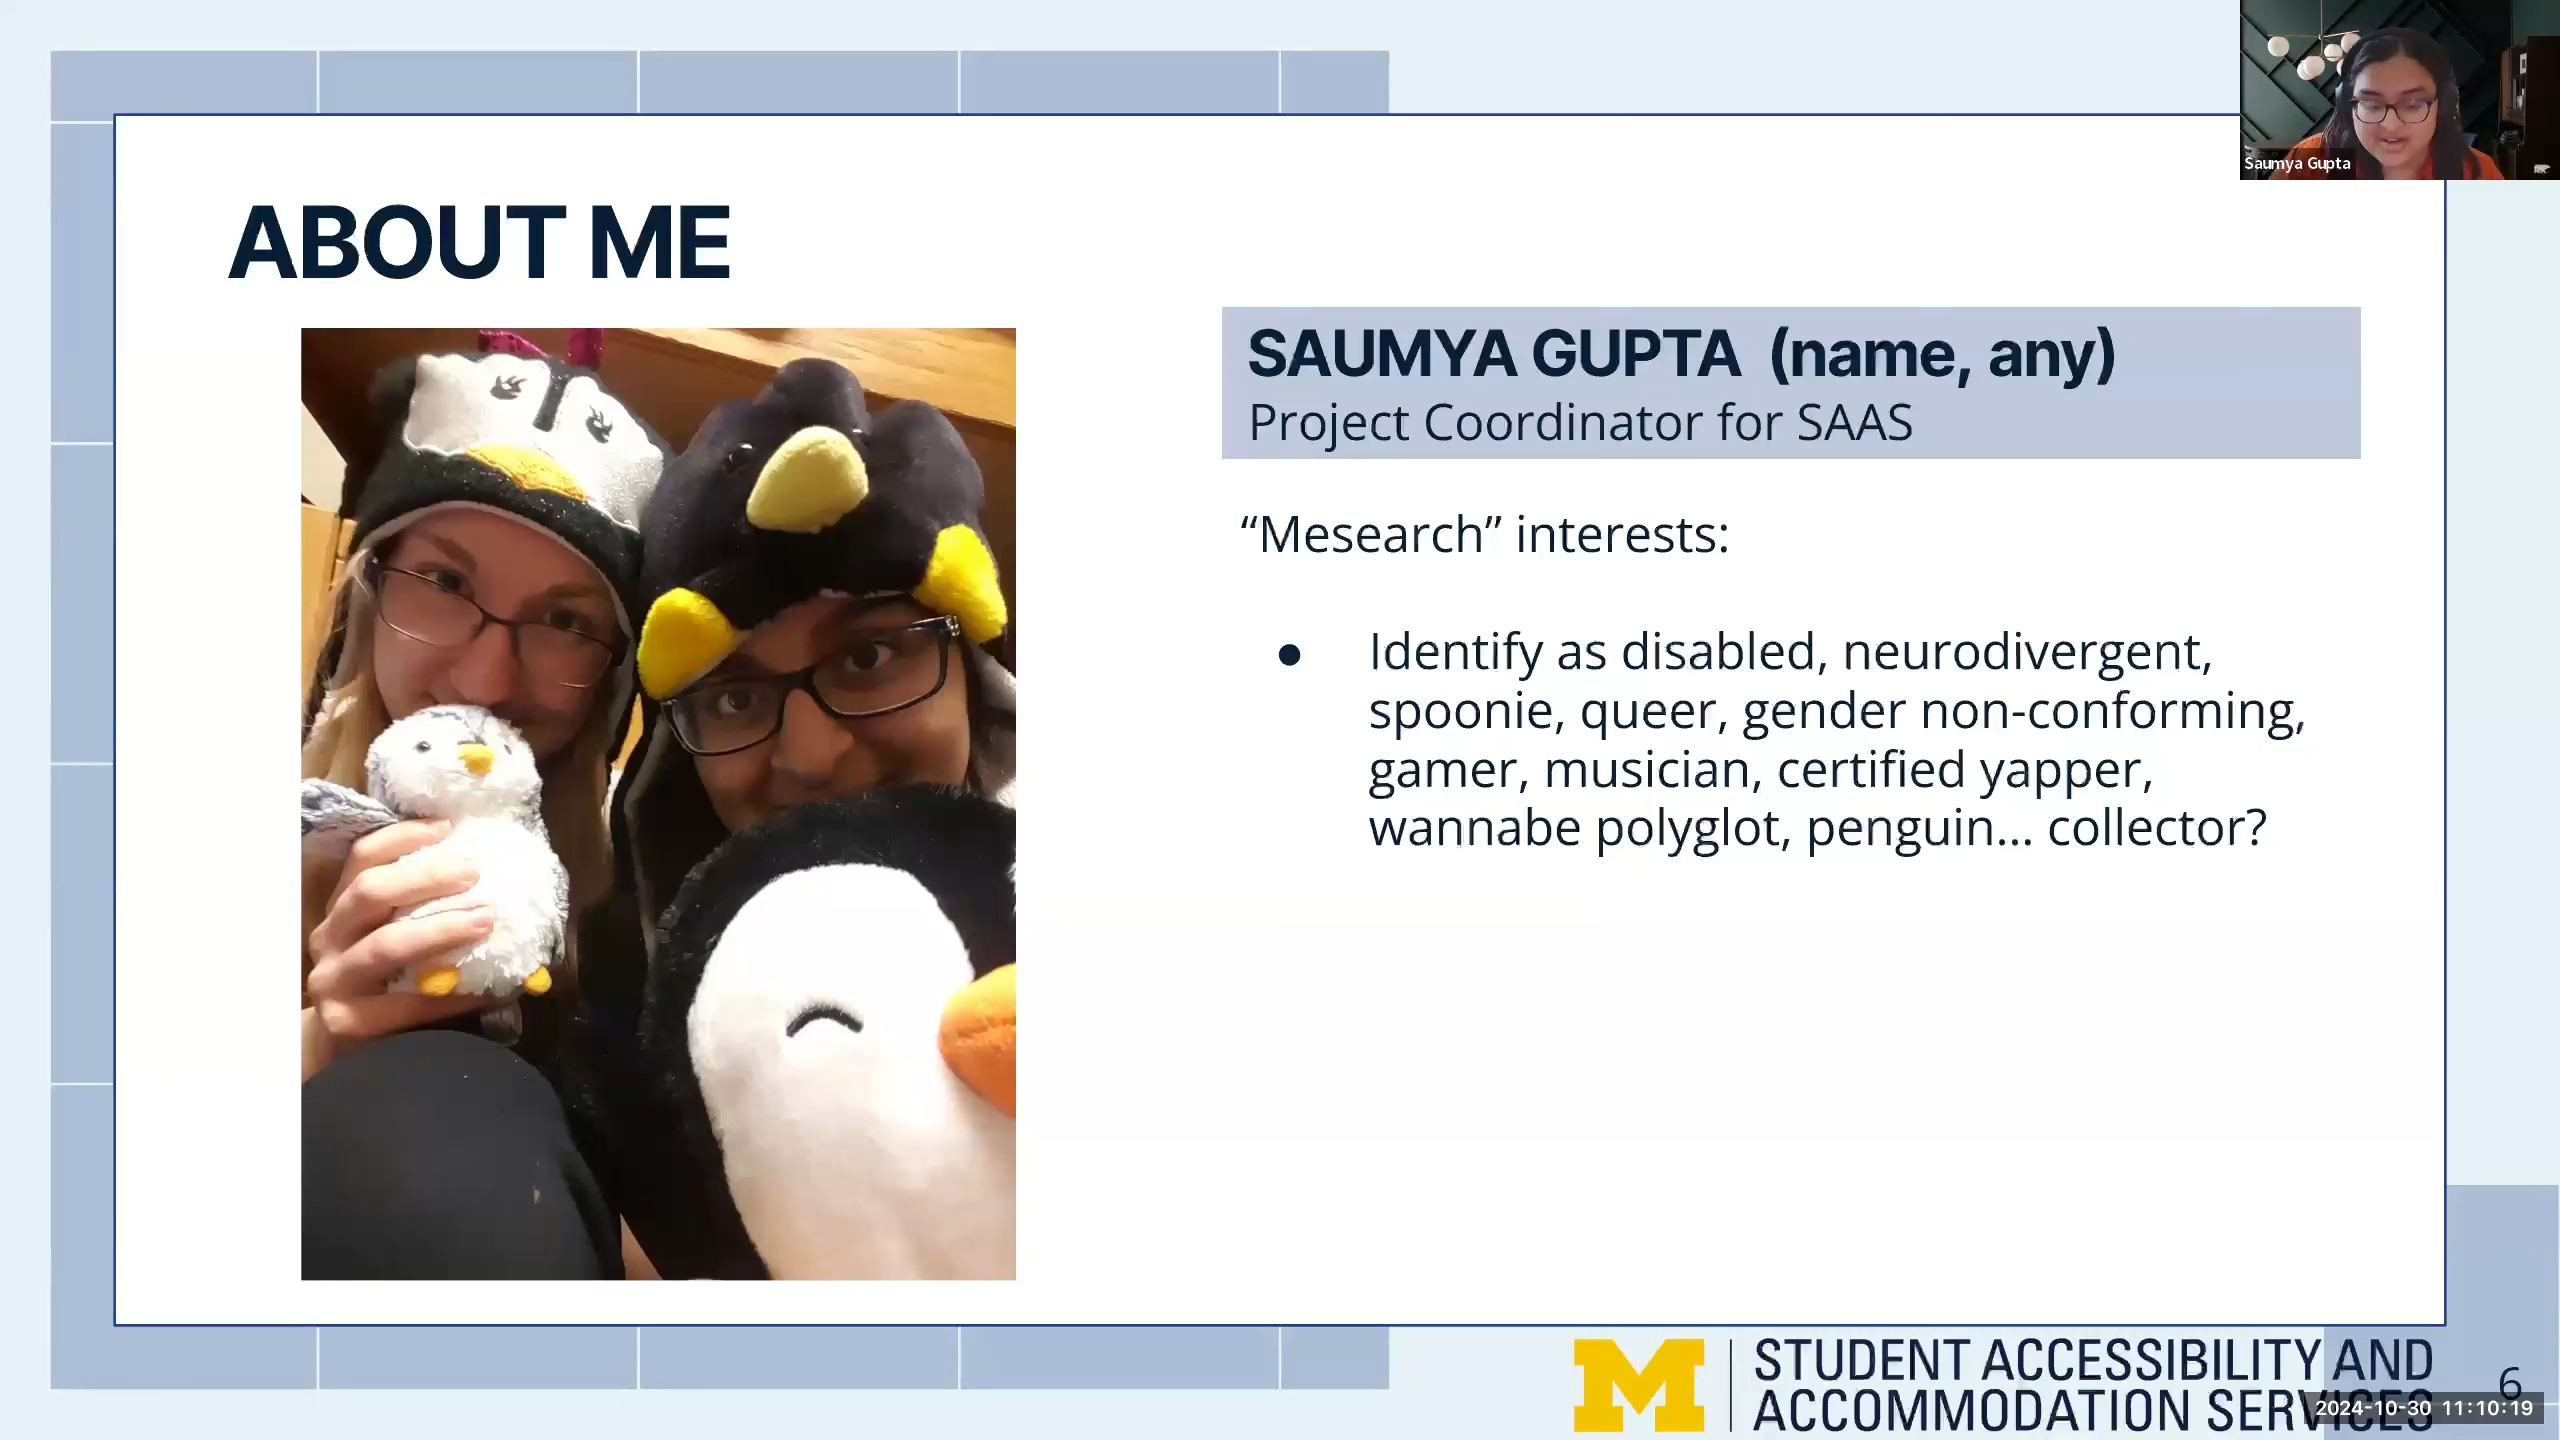 Saumya Gupta
ABOUT ME
SAUMYA GUPTA (name, any)
Project Coordinator for SAAS
“Mesearch” interests:
● Identify as disabled, neurodivergent,
spoonie, queer, gender non-conforming,
gamer, musician, certified yapper,
wannabe polyglot, penguin... collector?
M
STUDENT ACCESSIBILITY AND
ACCOMMODATION SERVICES
6
2024-10-30 11:10:19